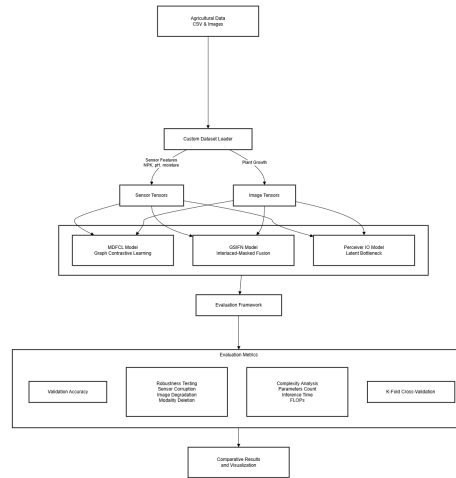 Agricultural Data
CSV & Images
Custom Dataset Loader
Sensor Features
NPK, pH, moisture
Plant Growth
Sensor Tensors
Image Tensors
MDFCL Model
Graph Contrastive Learning
GSIFN Model
Interlaced-Masked Fusion
Perceiver IO Model
Latent Bottleneck
Evaluation Framework
Evaluation Metrics
Validation Accuracy
Robustness Testing
Sensor Corruption
Image Degradation
Modality Deletion
Complexity Analysis
Parameters Count
Inference Time
FLOPs
K-Fold Cross-Validation
Comparative Results
and Visualization